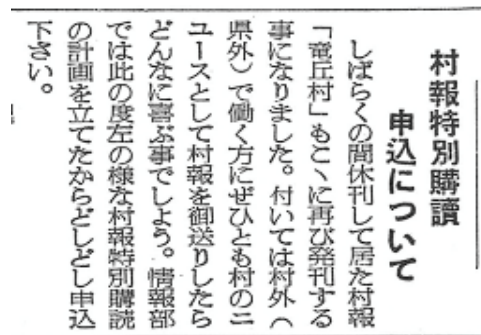 村報特別購讀
申込について
しばらくの間休刊して居た村報
「竜丘村」もこゝに再び発刊する
事になりました。付いては村外（
県外）で働く方にぜひとも村のニ
ユースとして村報を御送りしたら
どんなに喜ぶ事でしよう。情報部
では此の度左の様な村報特別購読
の計画を立てたからどしどし申込
下さい。